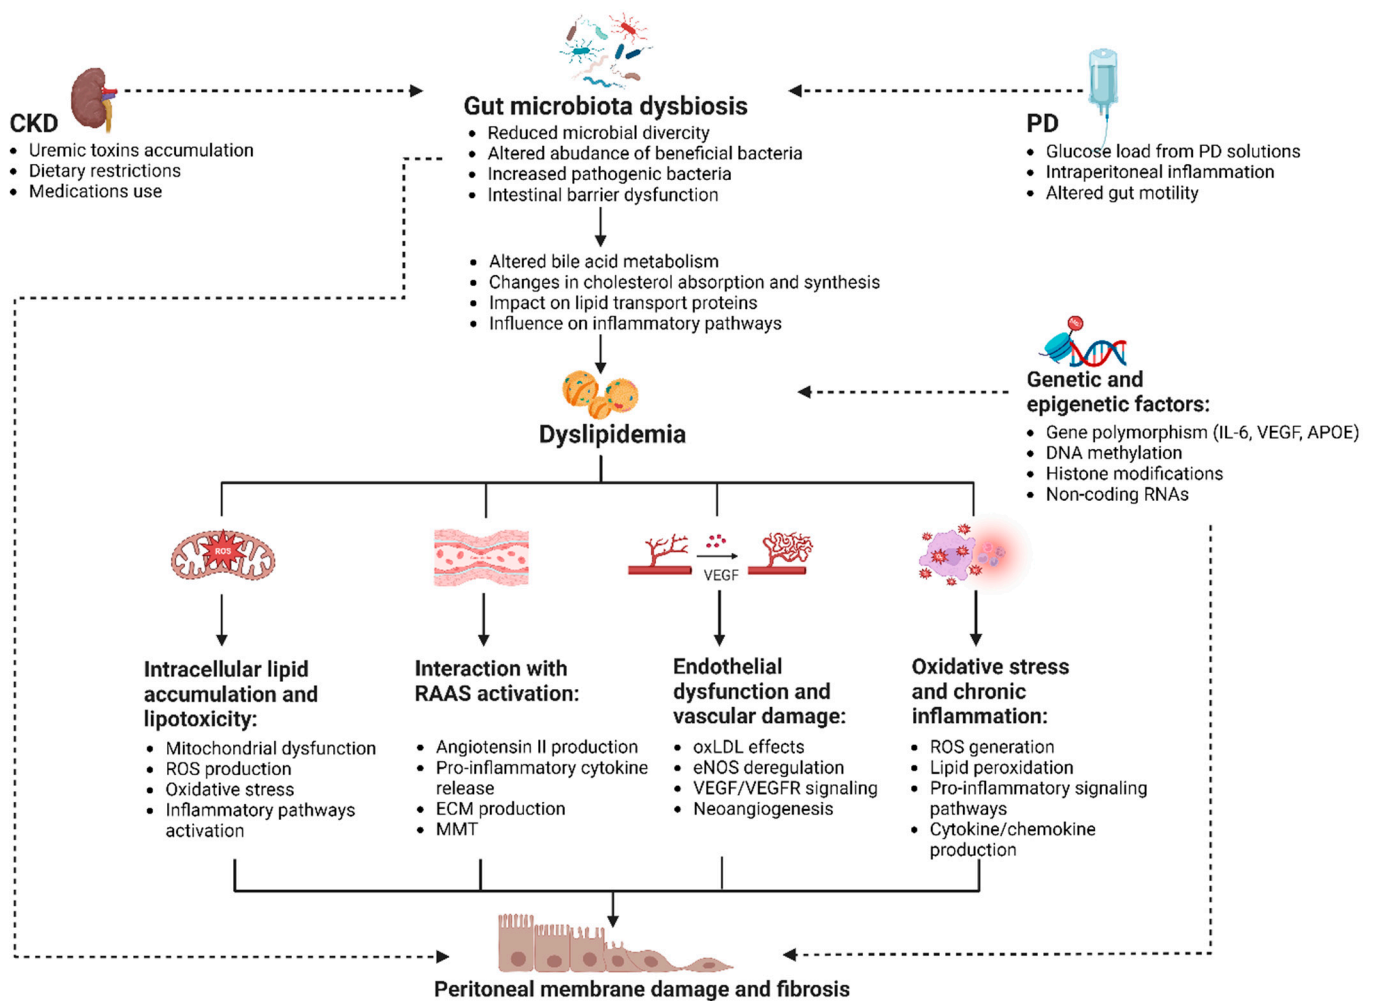 Gut microbiota dysbiosis
• Reduced microbial divercity
• Altered abudance of beneficial bacteria
• Increased pathogenic bacteria
• Intestinal barrier dysfunction
CKD
• Uremic toxins accumulation
• Dietary restrictions
• Medications use
PD
• Glucose load from PD solutions
• Intraperitoneal inflammation
• Altered gut motility
• Altered bile acid metabolism
• Changes in cholesterol absorption and synthesis
• Impact on lipid transport proteins
• Influence on inflammatory pathways
Dyslipidemia
Genetic and
epigenetic factors:
• Gene polymorphism (IL-6, VEGF, APOE)
• DNA methylation
• Histone modifications
• Non-coding RNAs
ROS
VEGF
Intracellular lipid
accumulation and
lipotoxicity:
• Mitochondrial dysfunction
• ROS production
• Oxidative stress
• Inflammatory pathways
activation
Interaction with
RAAS activation:
• Angiotensin II production
• Pro-inflammatory cytokine
release
• ECM production
• MMT
Endothelial
dysfunction and
vascular damage:
• oxLDL effects
• eNOS deregulation
• VEGF/VEGFR signaling
• Neoangiogenesis
Oxidative stress
and chronic
inflammation:
• ROS generation
• Lipid peroxidation
• Pro-inflammatory signaling
pathways
• Cytokine/chemokine
production
Peritoneal membrane damage and fibrosis